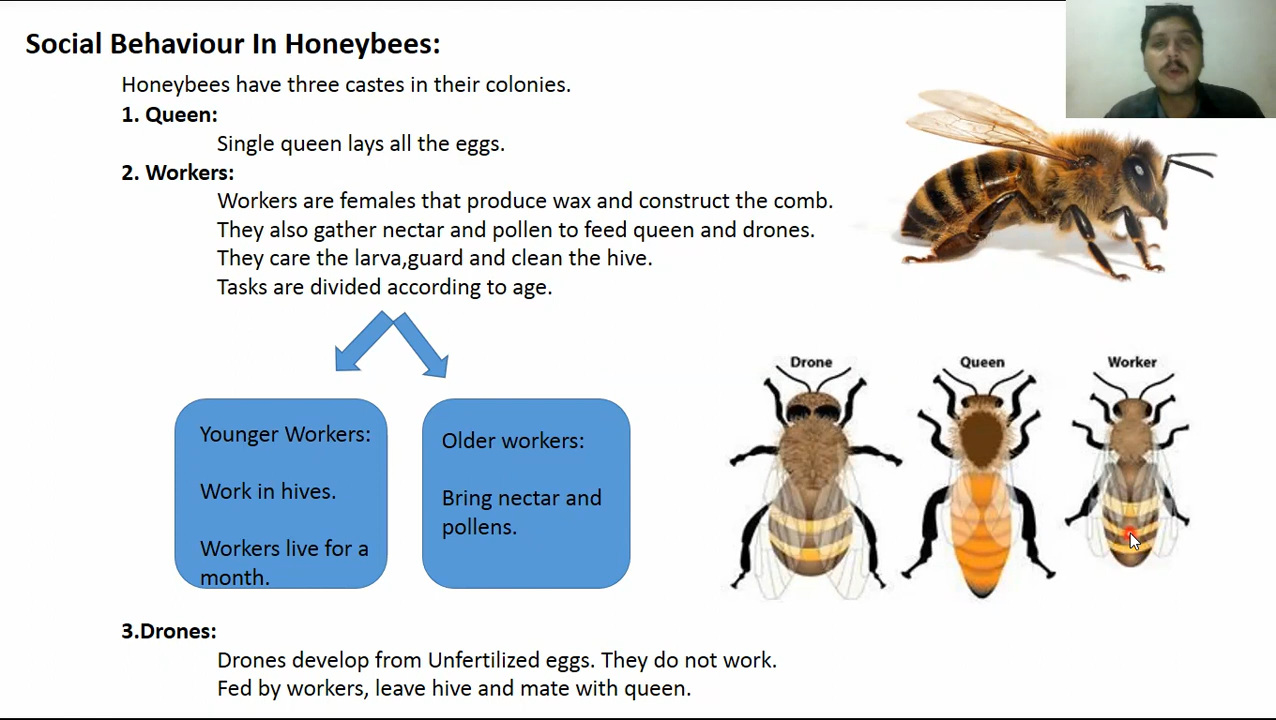 Social Behaviour In Honeybees:
Honeybees have three castes in their colonies.
1. Queen:
Single queen lays all the eggs.
2. Workers:
Workers are females that produce wax and construct the comb.
They also gather nectar and pollen to feed queen and drones.
They care the larva,guard and clean the hive.
Tasks are divided according to age.
Younger Workers:
Work in hives.
Workers live for a
month.
Older workers:
Bring nectar and
pollens.
Drone
Queen
Worker
3.Drones:
Drones develop from Unfertilized eggs. They do not work.
Fed by workers, leave hive and mate with queen.